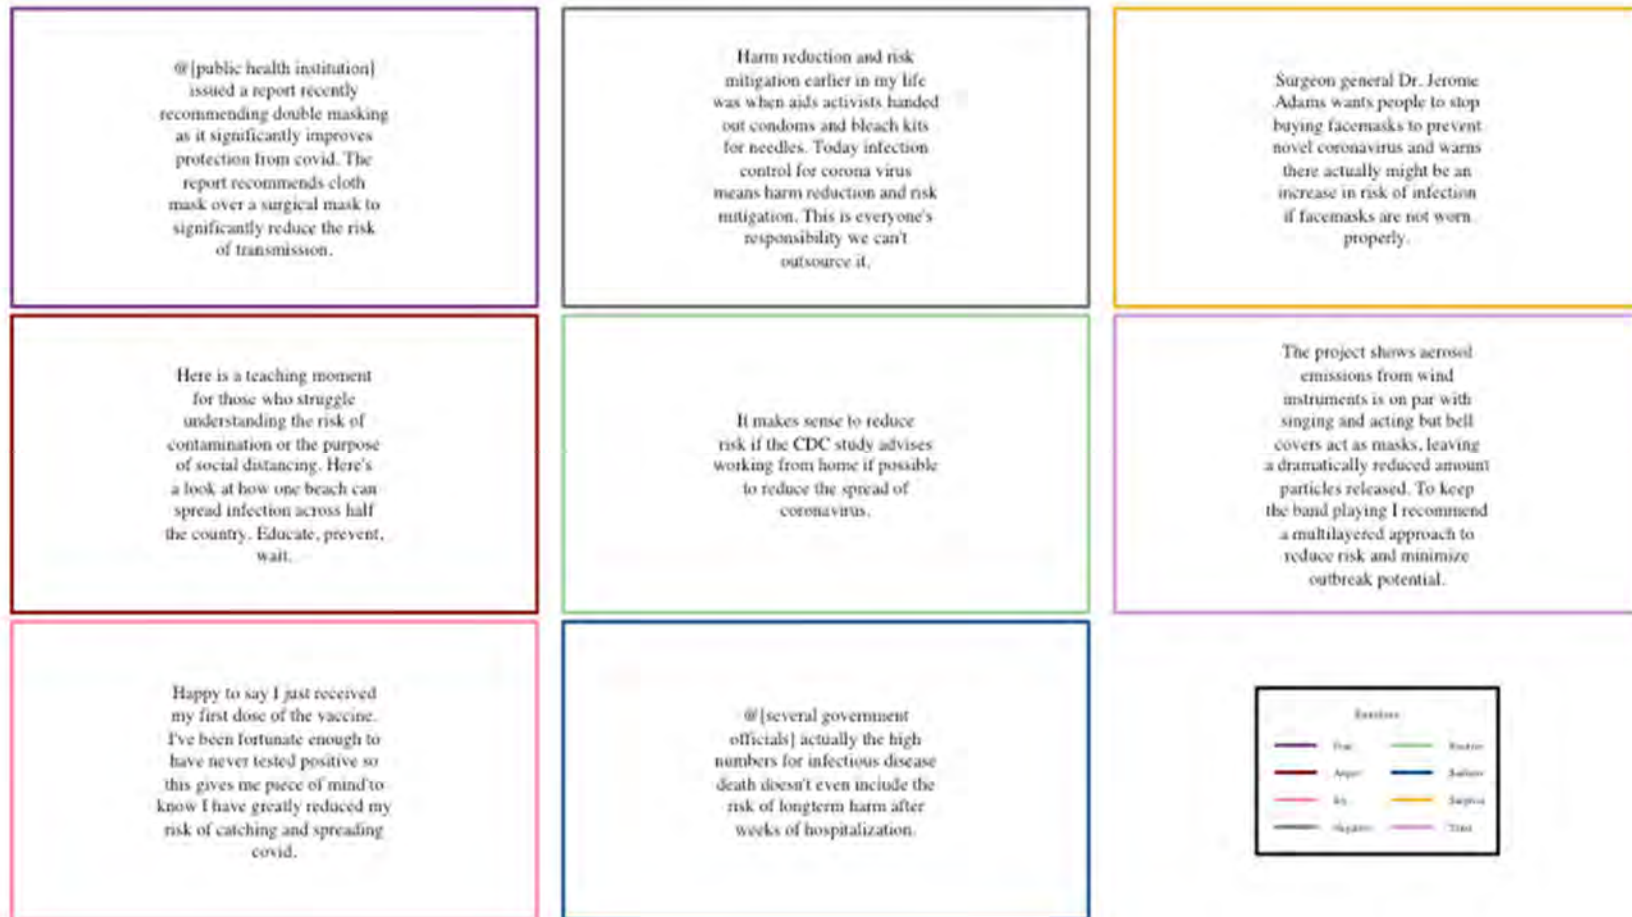 @[public health institution]
issued a report recently
recommending double masking
as it significantly improves
protection from covid. The
report recommends cloth
mask over a surgical mask to
significantly reduce the risk
of transmission.
Harm reduction and risk
mitigation earlier in my life
was when aids activists handed
out condoms and bleach kits
for needles. Today infection
control for corona virus
means harm reduction and risk
mitigation. This is everyone's
responsibility we can't
outsource it.
Surgeon general Dr. Jerome
Adams wants people to stop
buying facemasks to prevent
novel coronavirus and warns
there actually might be an
increase in risk of infection
if facemasks are not worn
properly.
Here is a teaching moment
for those who struggle
understanding the risk of
contamination or the purpose
of social distancing. Here's
a look at how one beach can
spread infection across half
the country. Educate, prevent,
wait.
It makes sense to reduce
risk if the CDC study advises
working from home if possible
to reduce the spread of
coronavirus.
The project shows aerosol
emissions from wind
instruments is on par with
singing and acting but bell
covers act as masks, leaving
a dramatically reduced amount
particles released. To keep
the band playing I recommend
a multilayered approach to
reduce risk and minimize
outbreak potential.
Happy to say I just received
my first dose of the vaccine.
I've been fortunate enough to
have never tested positive so
this gives me piece of mind to
know I have greatly reduced my
risk of catching and spreading
covid.
@[several government
officials] actually the high
numbers for infectious disease
death doesn't even include the
risk of longterm harm after
weeks of hospitalization.
Fear
Positive
Anger
Sadness
Joy
Surprise
Negative
Trust